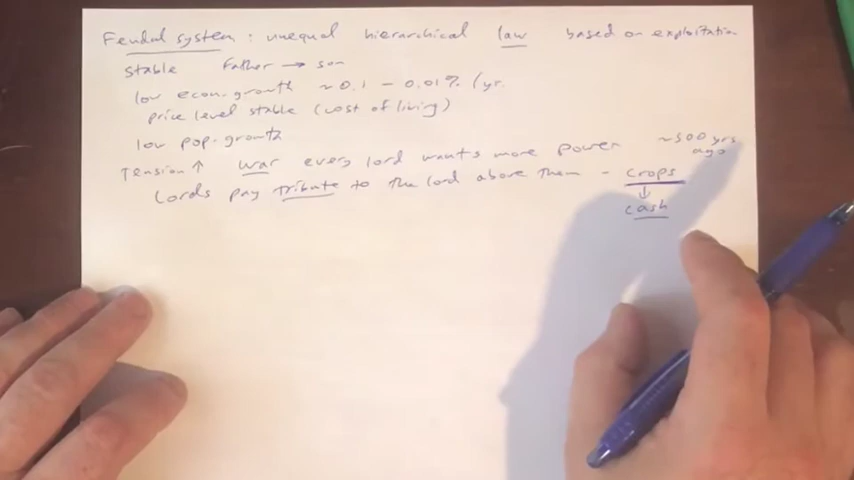 Feudal system : unequal hierarchical law based on exploitation
stable Father → son
low econ. growth ~0.1 - 0.01% /yr.
price level stable (cost of living)
low pop. growth
Tension ↑ War every lord wants more power ~500 yrs ago
Lords pay tribute to the lord above them - crops
↓
cash